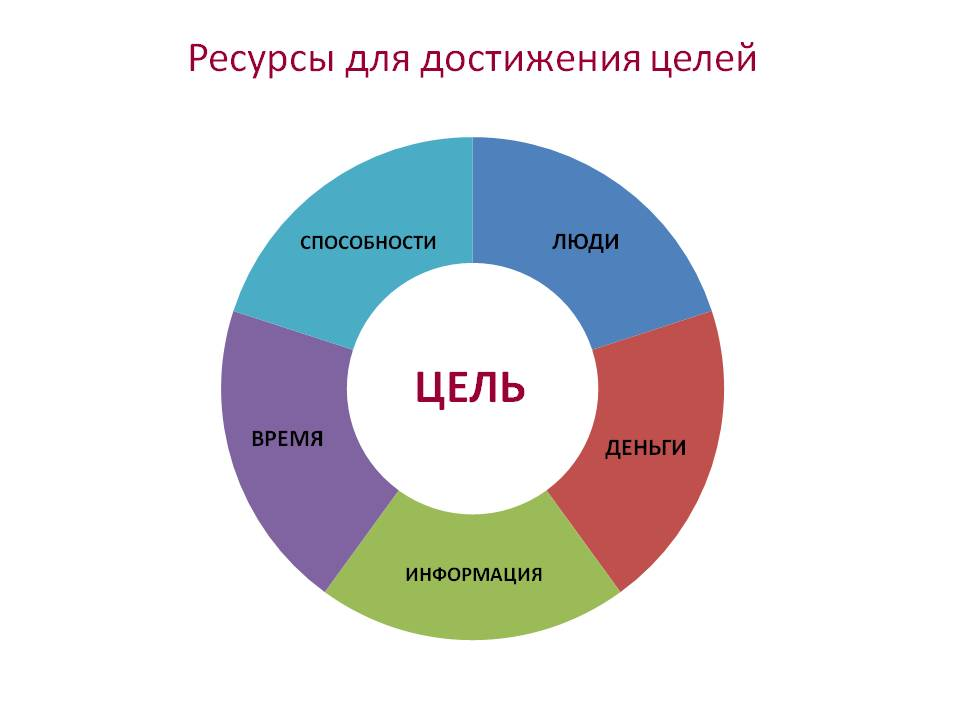 Ресурсы для достижения целей
СПОСОБНОСТИ
ЛЮДИ
ЦЕЛЬ
ВРЕМЯ
ДЕНЬГИ
ИНФОРМАЦИЯ